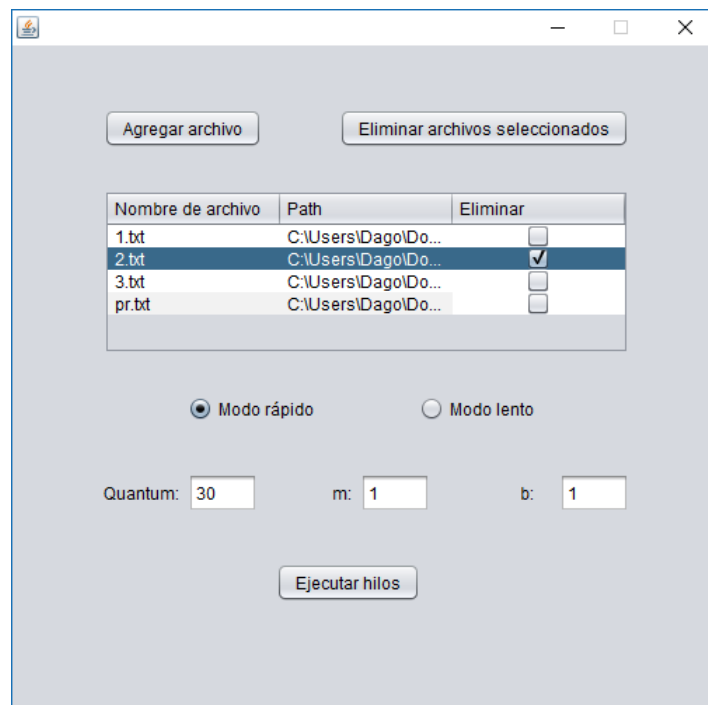 Agregar archivo Eliminar archivos seleccionados
Nombre de archivo Path Eliminar
1.txt C:\Users\Dago\Do...
2.txt C:\Users\Dago\Do...
3.txt C:\Users\Dago\Do...
pr.txt C:\Users\Dago\Do...
Modo rápido Modo lento
Quantum: 30 m: 1 b: 1
Ejecutar hilos